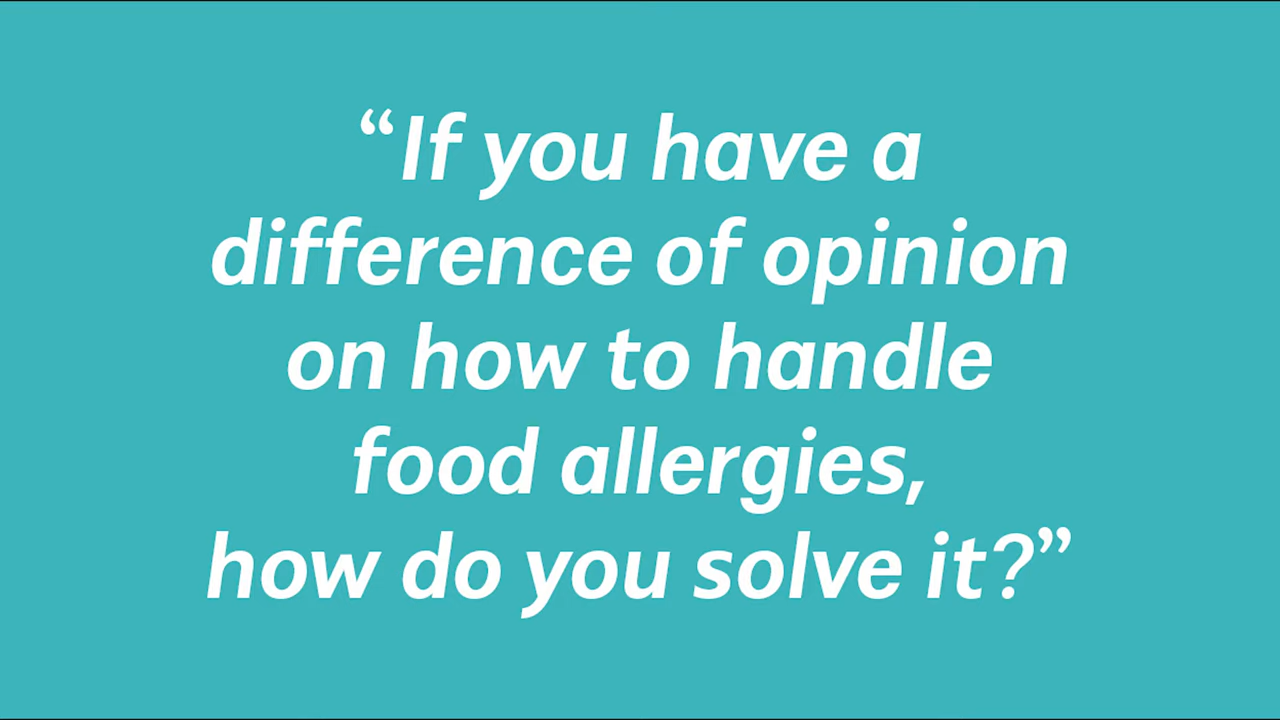 “If you have a
difference of opinion
on how to handle
food allergies,
how do you solve it?”